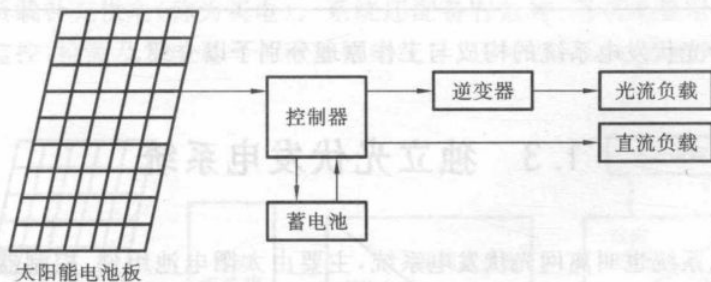 逆变器
光流负载
控制器
直流负载
蓄电池
太阳能电池板